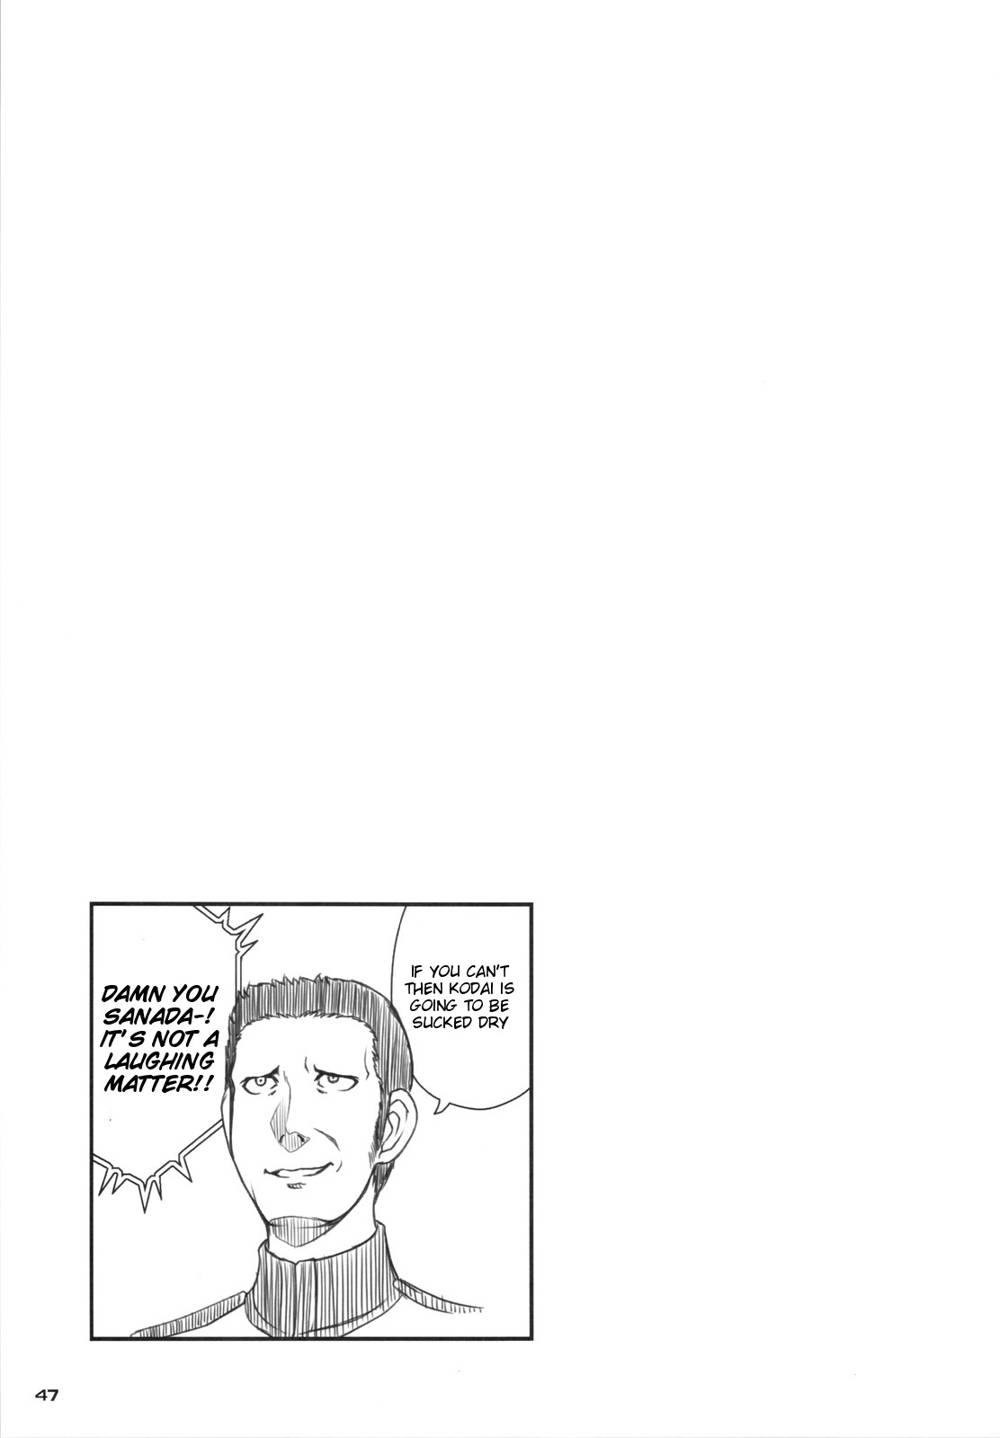 IF YOU CAN'T
THEN KODAI IS
GOING TO BE
SUCKED DRY
DAMN YOU
SANADA-!
IT'S NOT A
LAUGHING
MATTER!!
47